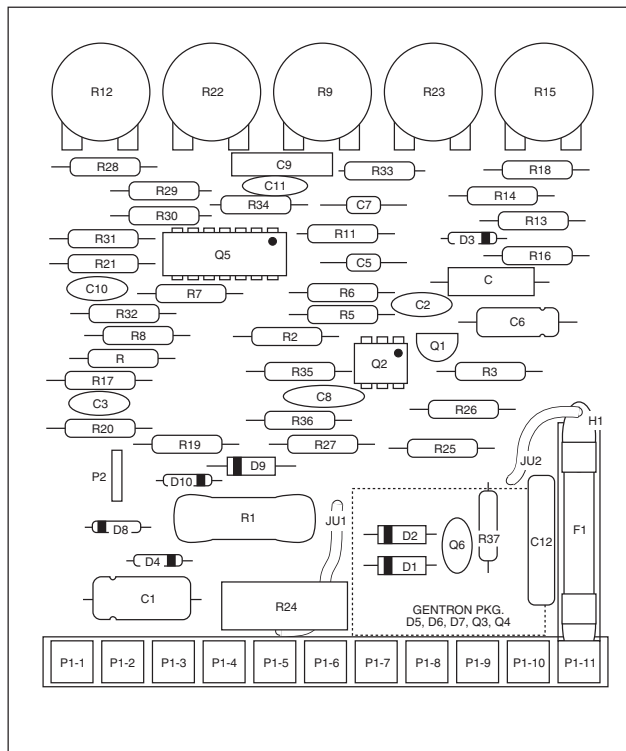 R12 R22 R9 R23 R15
R28 C9 R33 R18
R29 C11 R14
R34 C7
R30 R13
R31 R11 D3
Q5 R16
R21 C5
C10 R7 R6 C2 C
R32 R5 C6
R8 R2 Q1
R Q2
R17 R35 R3
C3 C8 R26 H1
R20 R36
R19 R27 R25
P2 D9 JU2
D10
R1 JU1 F1
D8 D2 Q6 R37 C12
D4 D1
C1 R24 GENTRON PKG.
D5, D6, D7, Q3, Q4
P1-1 P1-2 P1-3 P1-4 P1-5 P1-6 P1-7 P1-8 P1-9 P1-10 P1-11